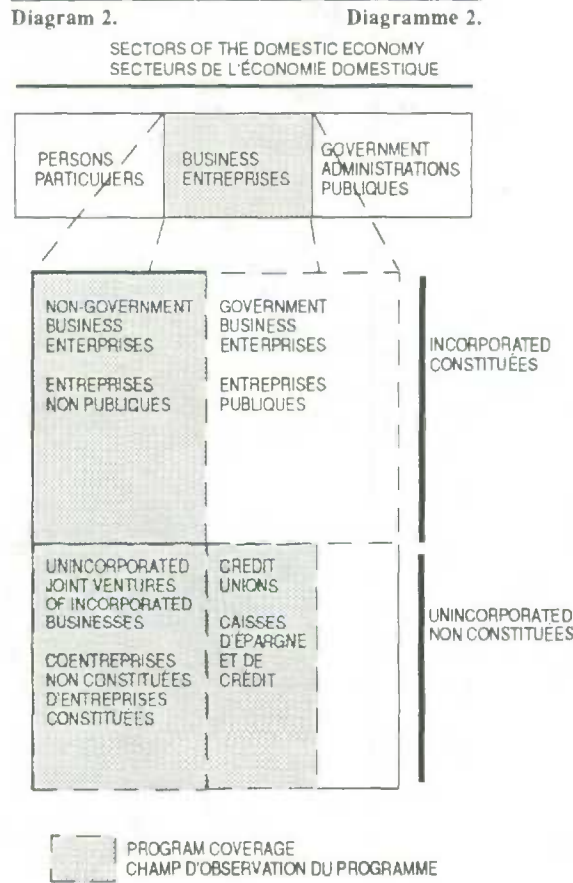 Diagram 2. Diagramme 2.
SECTORS OF THE DOMESTIC ECONOMY
SECTEURS DE L'ÉCONOMIE DOMESTIQUE
PERSONS
PARTICULIERS
BUSINESS
ENTREPRISES
GOVERNMENT
ADMINISTRATIONS
PUBLIQUES
NON-GOVERNMENT
BUSINESS
ENTERPRISES
ENTREPRISES
NON PUBLIQUES
GOVERNMENT
BUSINESS
ENTERPRISES
ENTREPRISES
PUBLIQUES
INCORPORATED
CONSTITUÉES
UNINCORPORATED
JOINT VENTURES
OF INCORPORATED
BUSINESSES
COENTREPRISES
NON CONSTITUÉES
D'ENTREPRISES
CONSTITUÉES
CREDIT
UNIONS
CAISSES
D'ÉPARGNE
ET DE
CRÉDIT
UNINCORPORATED
NON CONSTITUÉES
PROGRAM COVERAGE
CHAMP D'OBSERVATION DU PROGRAMME